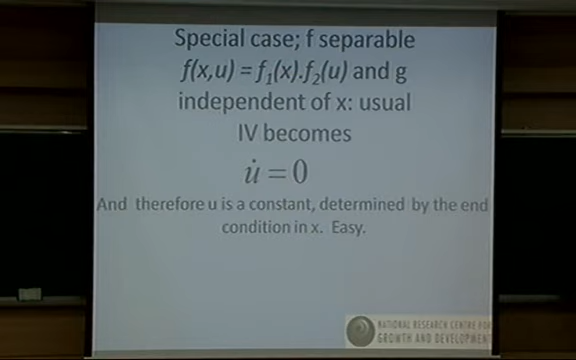 Special case; f separable
f(x,u) = f₁(x).f₂(u) and g
independent of x: usual
IV becomes
u̇ = 0
And therefore u is a constant, determined by the end
condition in x. Easy.
NATIONAL RESEARCH CENTRE FOR
GROWTH AND DEVELOPMENT